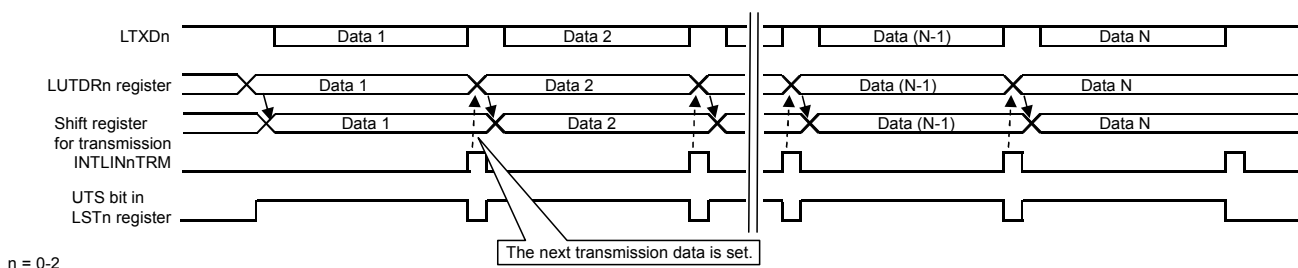 LTXDn
Data 1
Data 2
Data (N-1)
Data N
LUTDRn register
Data 1
Data 2
Data (N-1)
Data N
Shift register
for transmission
Data 1
Data 2
Data (N-1)
Data N
INTLINnTRM
UTS bit in
LSTn register
The next transmission data is set.
n = 0-2